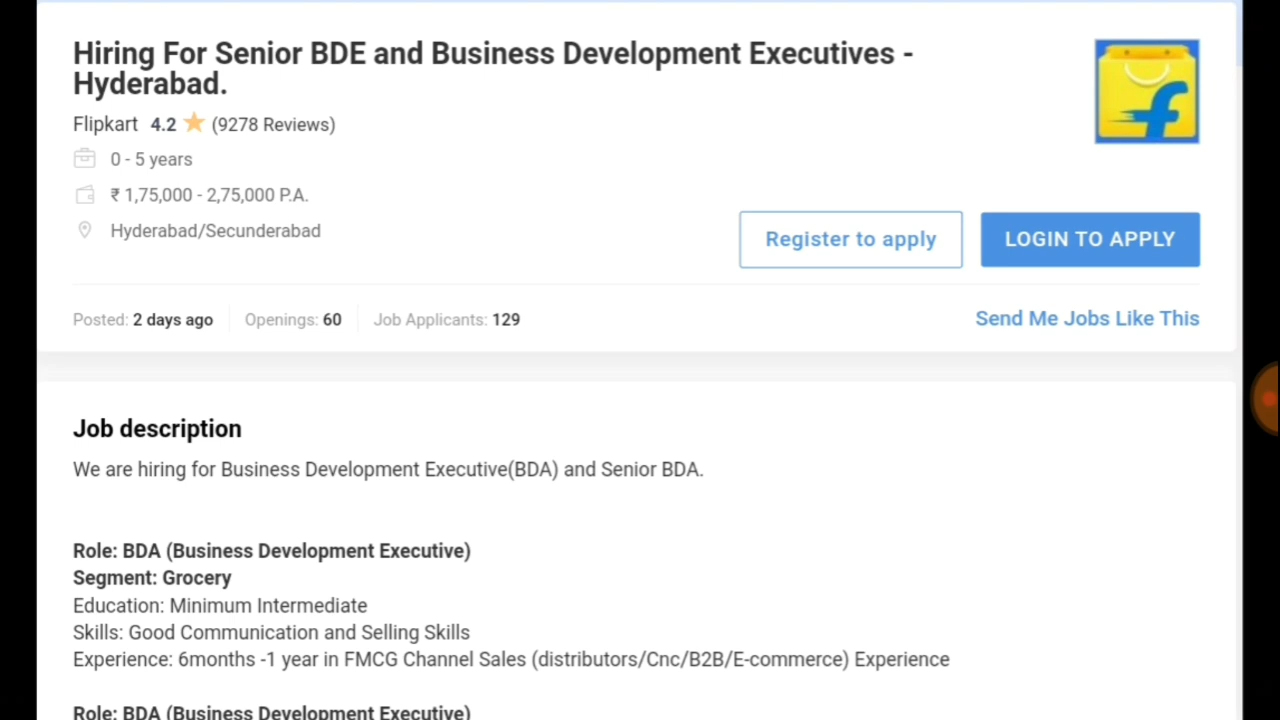 Hiring For Senior BDE and Business Development Executives -
Hyderabad.
Flipkart 4.2 (9278 Reviews)
0 - 5 years
₹ 1,75,000 - 2,75,000 P.A.
Hyderabad/Secunderabad
Register to apply
LOGIN TO APPLY
Posted: 2 days ago
Openings: 60
Job Applicants: 129
Send Me Jobs Like This
Job description
We are hiring for Business Development Executive(BDA) and Senior BDA.
Role: BDA (Business Development Executive)
Segment: Grocery
Education: Minimum Intermediate
Skills: Good Communication and Selling Skills
Experience: 6months -1 year in FMCG Channel Sales (distributors/Cnc/B2B/E-commerce) Experience
Role: BDA (Business Development Executive)